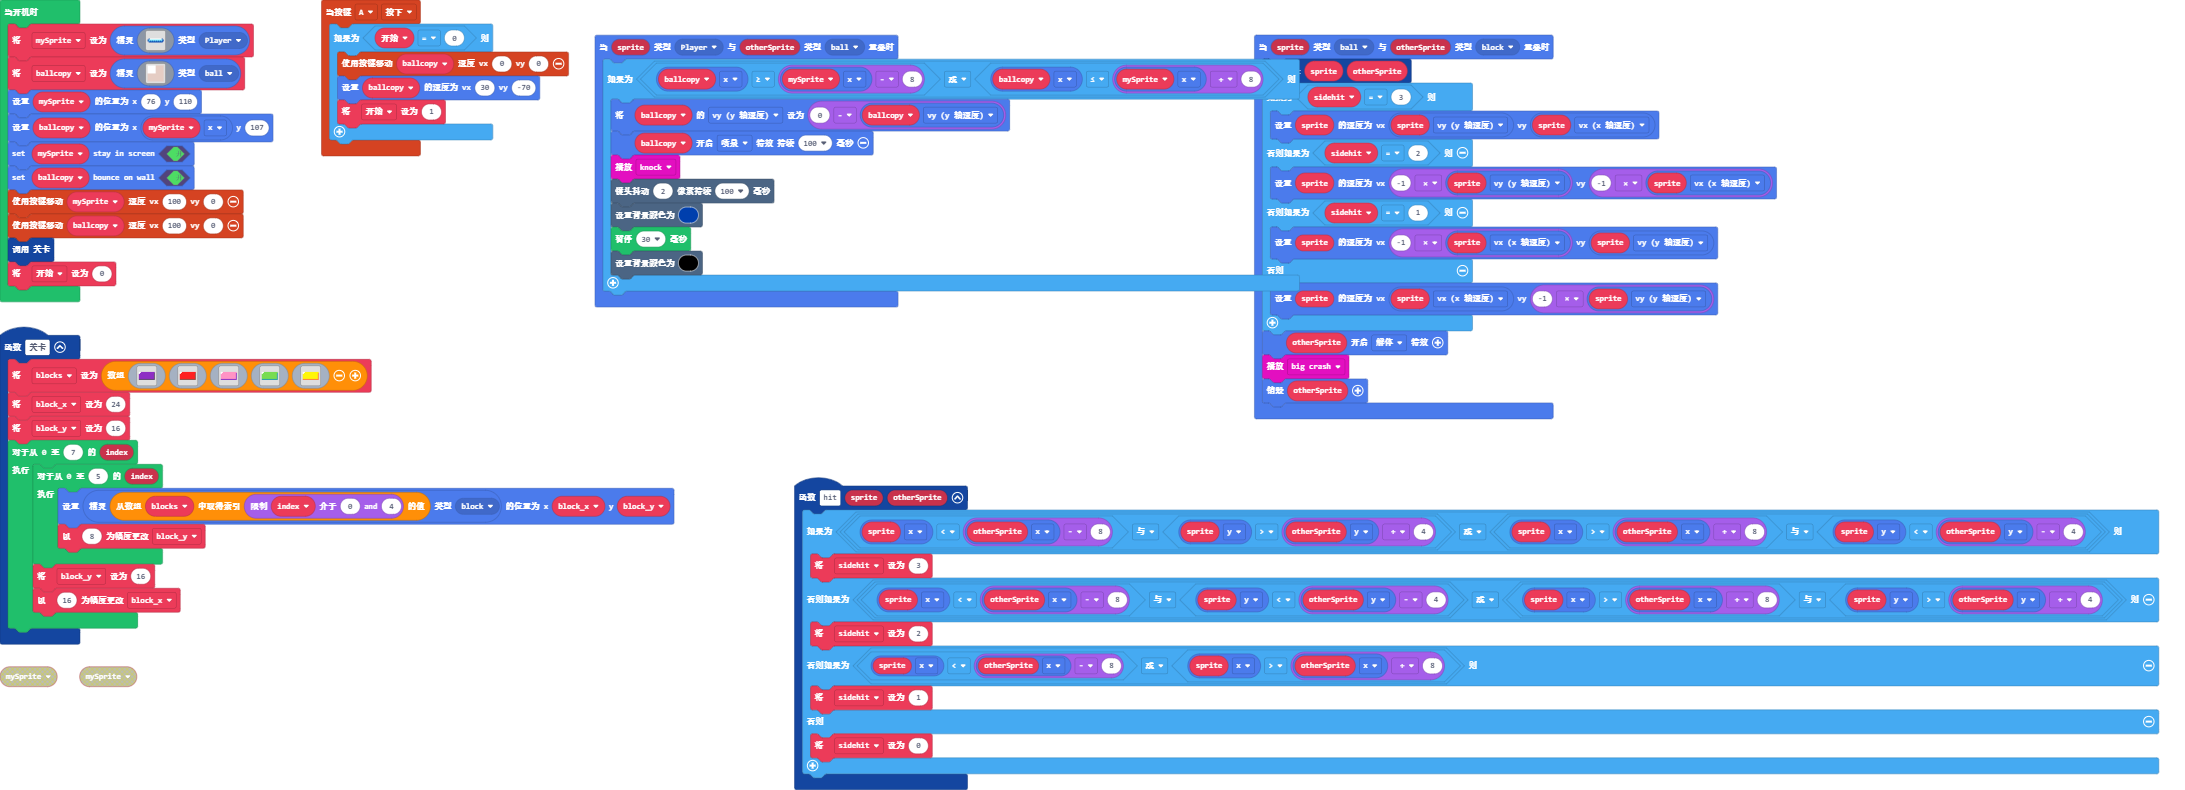 当开机时
将 mySprite 设为 精灵 类型 Player
将 ballcopy 设为 精灵 类型 ball
设置 mySprite 的位置为 x 76 y 110
设置 ballcopy 的位置为 x mySprite x y 107
set mySprite stay in screen
set ballcopy bounce on wall
使用按键移动 mySprite 速度 vx 100 vy 0
使用按键移动 ballcopy 速度 vx 100 vy 0
调用 关卡
将 开始 设为 0
当按键 A 按下
如果为 开始 = 0 则
使用按键移动 ballcopy 速度 vx 0 vy 0
设置 ballcopy 的速度为 vx 30 vy -70
将 开始 设为 1
当 sprite 类型 Player 与 otherSprite 类型 ball 重叠时
如果为 ballcopy x ≥ mySprite x - 8 或 ballcopy x ≤ mySprite x + 8 则
将 ballcopy 的 vy (y 轴速度) 设为 0 - ballcopy vy (y 轴速度)
ballcopy 开启 喷泉 特效 持续 100 毫秒
播放 knock
镜头抖动 2 像素持续 100 毫秒
设置背景颜色为
暂停 30 毫秒
设置背景颜色为
当 sprite 类型 ball 与 otherSprite 类型 block 重叠时
sprite otherSprite
sidehit = 3 则
设置 sprite 的速度为 vx sprite vy (y 轴速度) vy sprite vx (x 轴速度)
否则如果为 sidehit = 2 则
设置 sprite 的速度为 vx -1 × sprite vy (y 轴速度) vy -1 × sprite vx (x 轴速度)
否则如果为 sidehit = 1 则
设置 sprite 的速度为 vx -1 × sprite vx (x 轴速度) vy sprite vy (y 轴速度)
否则
设置 sprite 的速度为 vx sprite vx (x 轴速度) vy -1 × sprite vy (y 轴速度)
otherSprite 开启 解体 特效
播放 big crash
销毁 otherSprite
函数 关卡
将 blocks 设为 数组
将 block_x 设为 24
将 block_y 设为 16
对于从 0 至 7 的 index
执行 对于从 0 至 5 的 index
执行 设置 精灵 从数组 blocks 中取得索引 限制 index 介于 0 and 4 的值 类型 block 的位置为 x block_x y block_y
以 8 为幅度更改 block_y
将 block_y 设为 16
以 16 为幅度更改 block_x
mySprite mySprite
函数 hit sprite otherSprite
如果为 sprite x < otherSprite x - 8 与 sprite y > otherSprite y + 4 或 sprite x > otherSprite x + 8 与 sprite y < otherSprite y - 4 则
将 sidehit 设为 3
否则如果为 sprite x < otherSprite x - 8 与 sprite y < otherSprite y - 4 或 sprite x > otherSprite x + 8 与 sprite y > otherSprite y + 4 则
将 sidehit 设为 2
否则如果为 sprite x < otherSprite x - 8 或 sprite x > otherSprite x + 8 则
将 sidehit 设为 1
否则
将 sidehit 设为 0